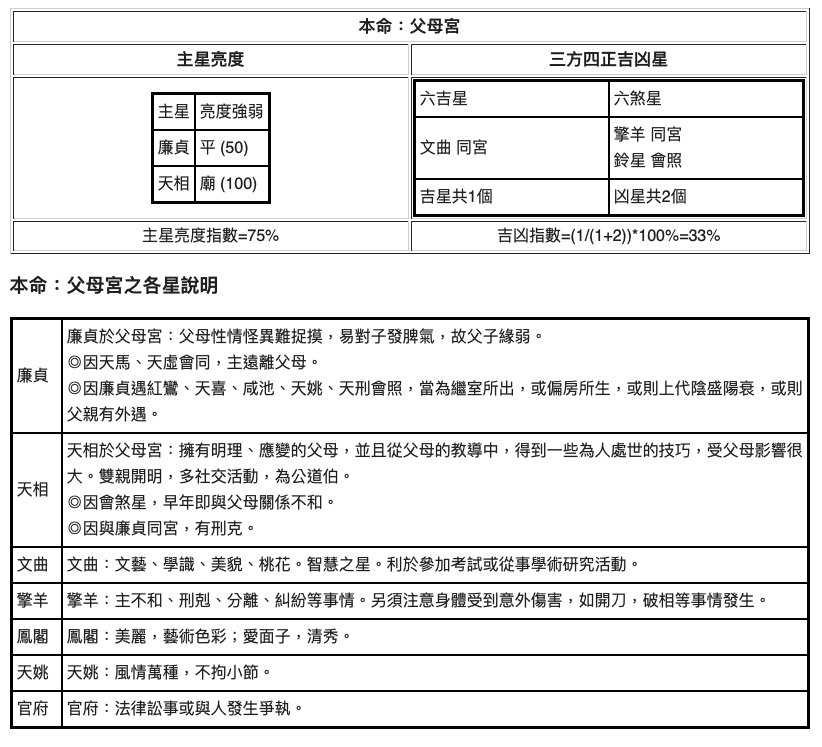 本命：父母宮
主星亮度
三方四正吉凶星
主星 亮度強弱
廉貞 平 (50)
天相 廟 (100)
六吉星 六煞星
文曲 同宮
擎羊 同宮
鈴星 會照
吉星共1個 凶星共2個
主星亮度指數=75%
吉凶指數=(1/(1+2))*100%=33%
本命：父母宮之各星說明
廉貞
廉貞於父母宮：父母性情怪異難捉摸，易對子發脾氣，故父子緣弱。
◎因天馬、天虛會同，主遠離父母。
◎因廉貞遇紅鸞、天喜、咸池、天姚、天刑會照，當為繼室所出，或偏房所生，或則上代陰盛陽衰，或則
父親有外遇。
天相
天相於父母宮：擁有明理、應變的父母，並且從父母的教導中，得到一些為人處世的技巧，受父母影響很
大。雙親開明，多社交活動，為公道伯。
◎因會煞星，早年即與父母關係不和。
◎因與廉貞同宮，有刑克。
文曲 文曲：文藝、學識、美貌、桃花。智慧之星。利於參加考試或從事學術研究活動。
擎羊 擎羊：主不和、刑剋、分離、糾紛等事情。另須注意身體受到意外傷害，如開刀，破相等事情發生。
鳳閣 鳳閣：美麗，藝術色彩；愛面子，清秀。
天姚 天姚：風情萬種，不拘小節。
官府 官府：法律訟事或與人發生爭執。